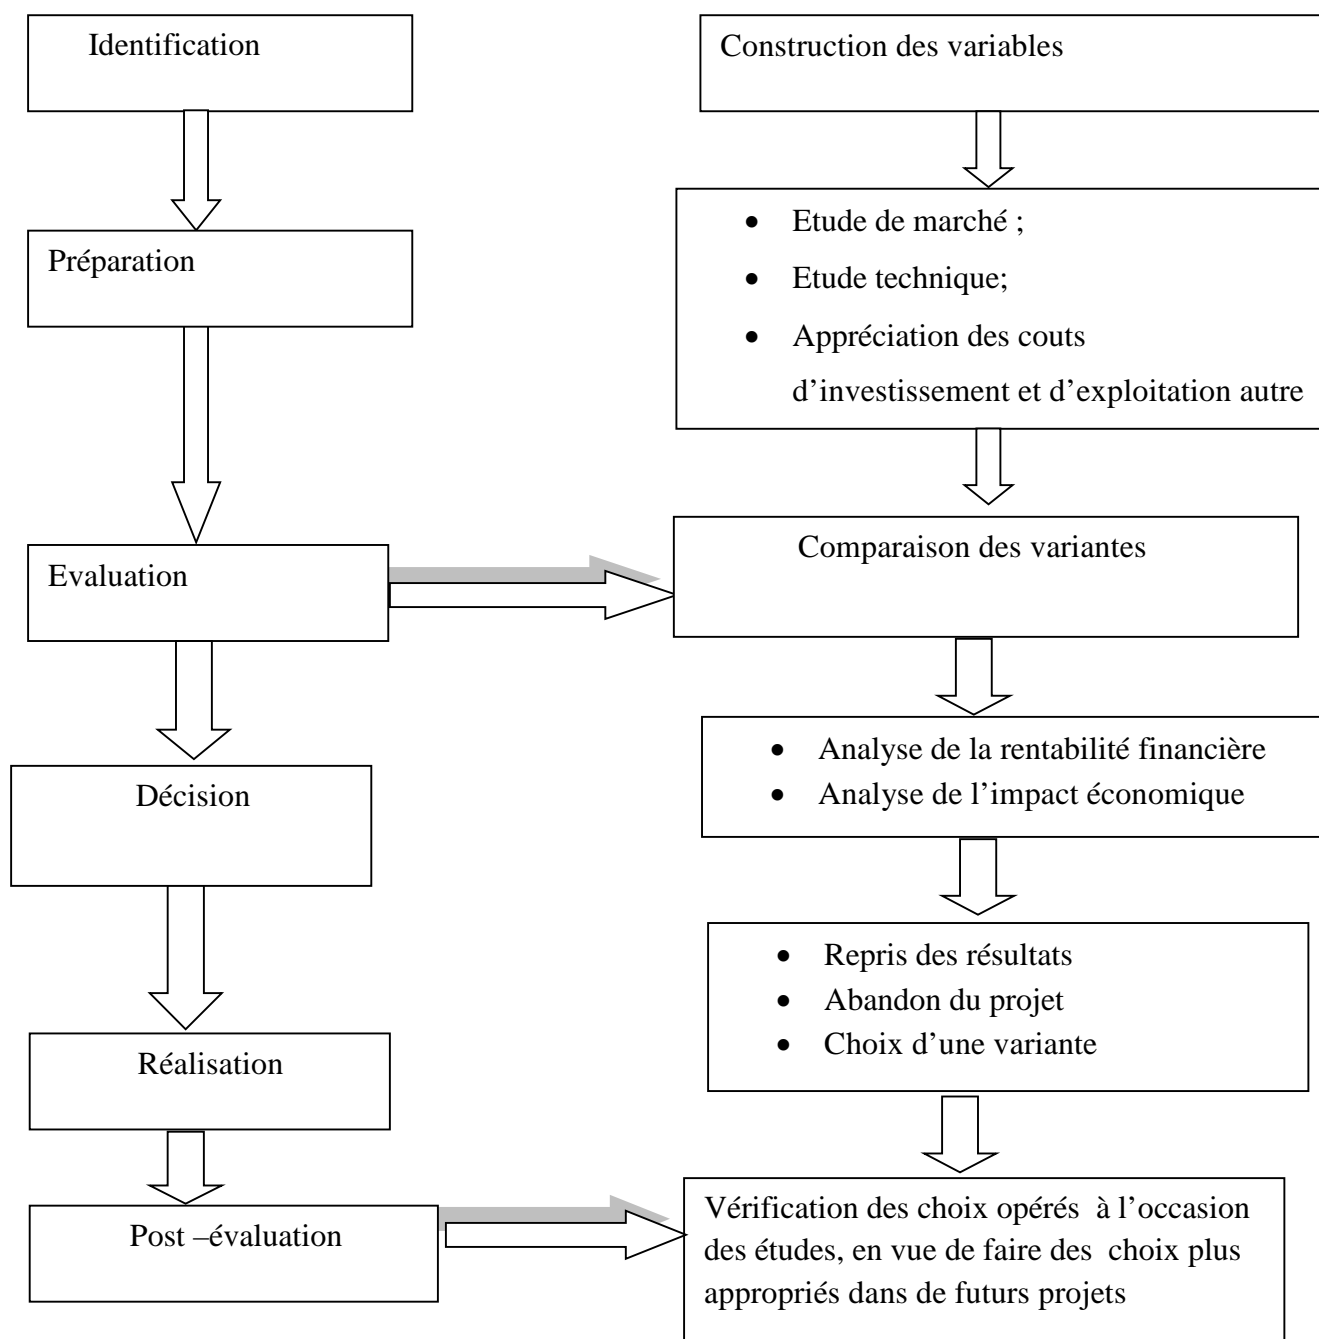 Identification
Construction des variables
Préparation
• Etude de marché ;
• Etude technique;
• Appréciation des couts
d’investissement et d’exploitation autre
Evaluation
Comparaison des variantes
Décision
• Analyse de la rentabilité financière
• Analyse de l’impact économique
Réalisation
• Repris des résultats
• Abandon du projet
• Choix d’une variante
Post –évaluation
Vérification des choix opérés à l’occasion
des études, en vue de faire des choix plus
appropriés dans de futurs projets